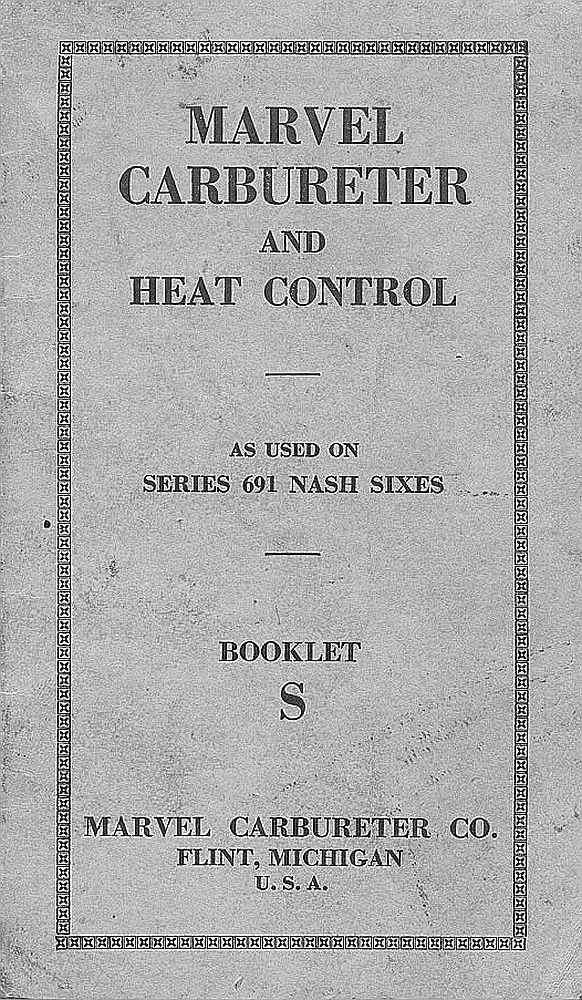 MARVEL
CARBURETER
AND
HEAT CONTROL
AS USED ON
SERIES 691 NASH SIXES
BOOKLET
S
MARVEL CARBURETER CO.
FLINT, MICHIGAN
U. S. A.